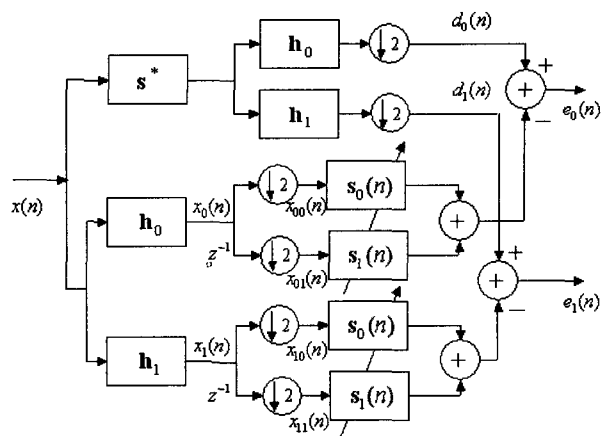 d₀(n)
h₀
↓2
+
s*
+
e₀(n)
d₁(n)
−
h₁
↓2
x(n)
↓2
s₀(n)
x₀(n)
x₀₀(n)
h₀
+
z⁻¹
↓2
s₁(n)
+
x₀₁(n)
+
e₁(n)
−
↓2
s₀(n)
x₁(n)
x₁₀(n)
h₁
+
z⁻¹
↓2
s₁(n)
x₁₁(n)